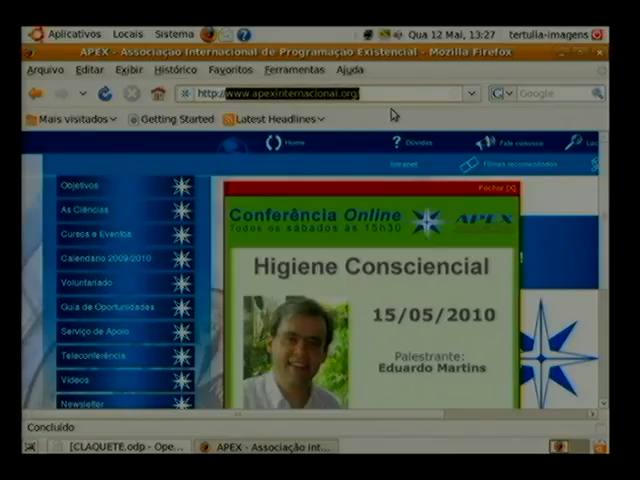 Aplicativos Locais Sistema Qua 12 Mai, 13:27 tertulia-imagens
APEX - Associação Internacional de Programação Existencial - Mozilla Firefox
Arquivo Editar Exibir Histórico Favoritos Ferramentas Ajuda
http://www.apexinternacional.org/ Google
Mais visitados Getting Started Latest Headlines
Home Dúvidas Fale conosco
Intranet Filmes recomendados
Fechar [X]
Objetivos
As Ciências
Cursos e Eventos
Calendário 2009/2010
Voluntariado
Guia de Oportunidades
Serviço de Apoio
Teleconferência
Vídeos
Newsletter
Conferência Online
Todos os sábados às 15h30
APEX
Higiene Consciencial
15/05/2010
Palestrante:
Eduardo Martins
Concluído
[CLAQUETE.odp - Ope... APEX - Associação Int...